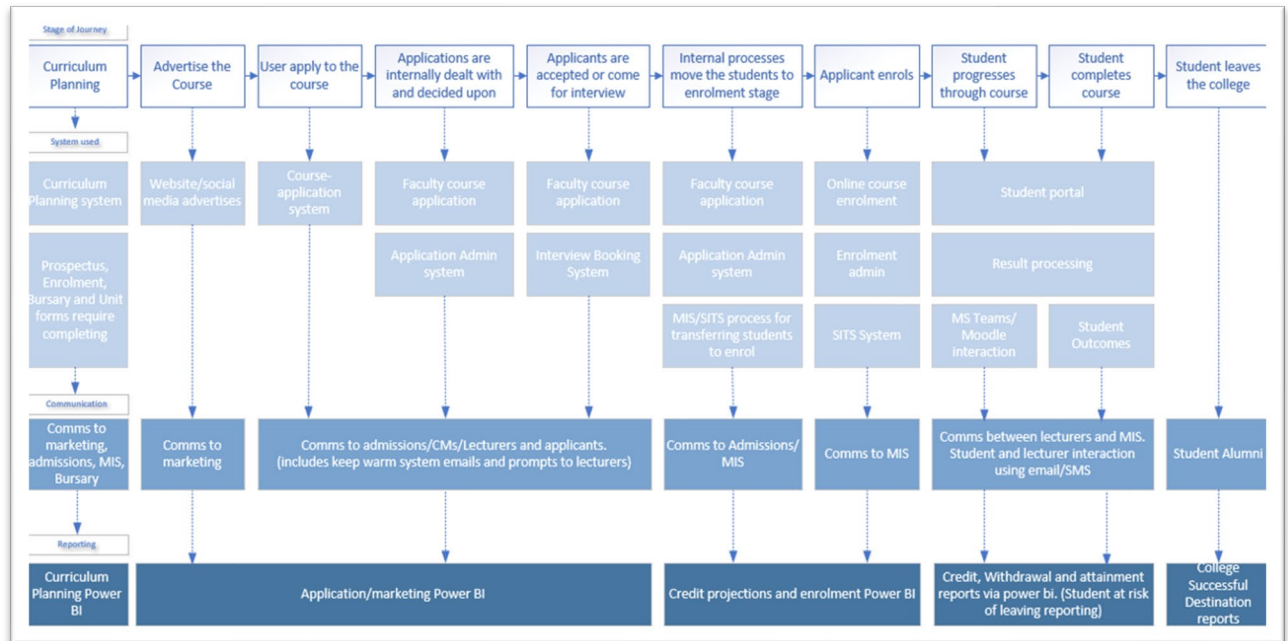 Stage of Journey
Curriculum
Planning
Advertise the
Course
User apply to the
course
Applications are
internally dealt with
and decided upon
Applicants are
accepted or come
for interview
Internal processes
move the students to
enrolment stage
Applicant enrols
Student
progresses
through course
Student
completes
course
Student leaves
the college
System used
Curriculum
Planning system
Website/social
media advertises
Course-
application
system
Faculty course
application
Faculty course
application
Faculty course
application
Online course
enrolment
Student portal
Prospectus,
Enrolment,
Bursary and Unit
forms require
completing
Application Admin
system
Interview Booking
System
Application Admin
system
Enrolment
admin
Result processing
MIS/SITS process for
transferring students
to enrol
SITS System
MS Teams/
Moodle
interaction
Student
Outcomes
Communication
Comms to
marketing,
admissions, MIS,
Bursary
Comms to
marketing
Comms to admissions/CMs/Lecturers and applicants.
(includes keep warm system emails and prompts to lecturers)
Comms to Admissions/
MIS
Comms to MIS
Comms between lecturers and MIS.
Student and lecturer interaction
using email/SMS
Student Alumni
Reporting
Curriculum
Planning Power
BI
Application/marketing Power BI
Credit projections and enrolment Power BI
Credit, Withdrawal and attainment
reports via power bi. (Student at risk
of leaving reporting)
College
Successful
Destination
reports